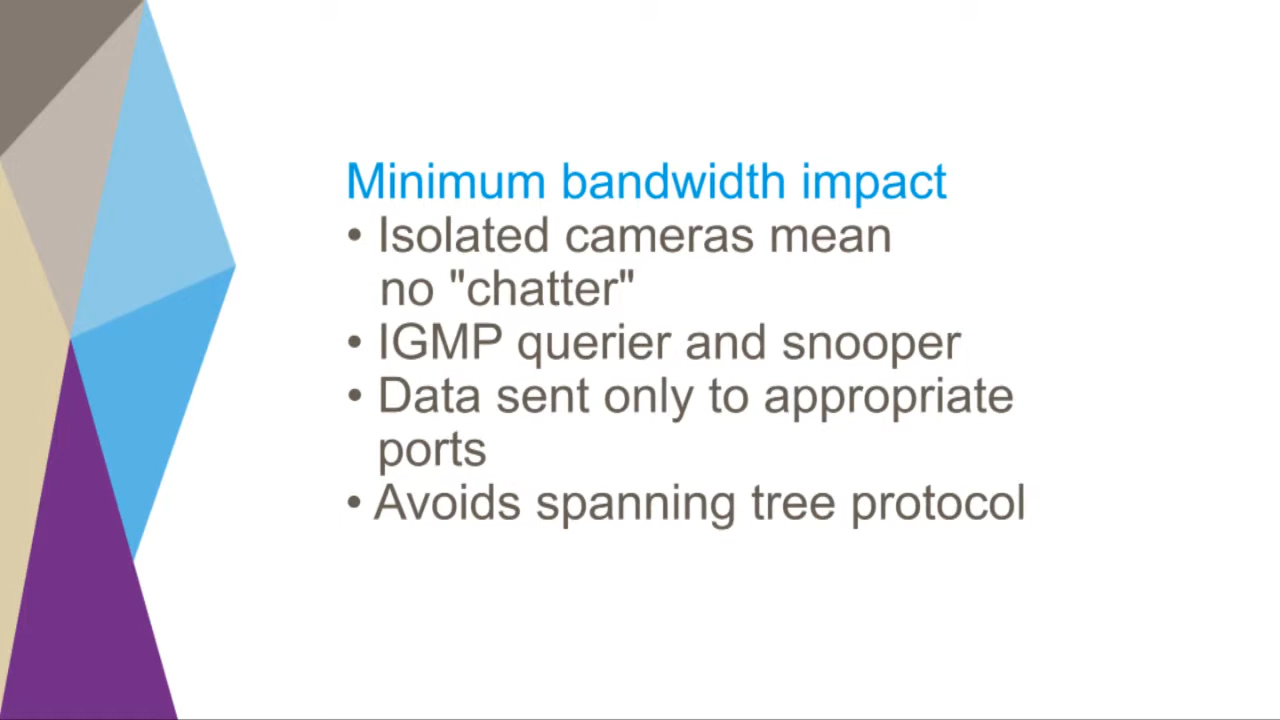 Minimum bandwidth impact
• Isolated cameras mean
no "chatter"
• IGMP querier and snooper
• Data sent only to appropriate
ports
• Avoids spanning tree protocol